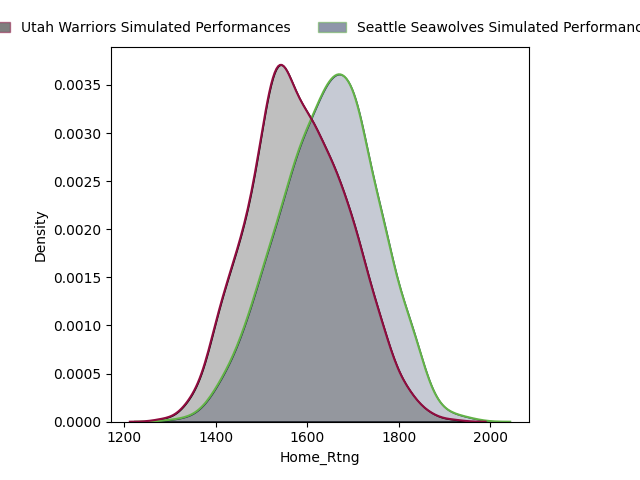 Utah Warriors Simulated Performances
Seattle Seawolves Simulated
Density
0.0035
0.0030
0.0025
0.0020
0.0015
0.0010
0.0005
0.0000
1200 1400 1600 1800 2000
Home_Rtng